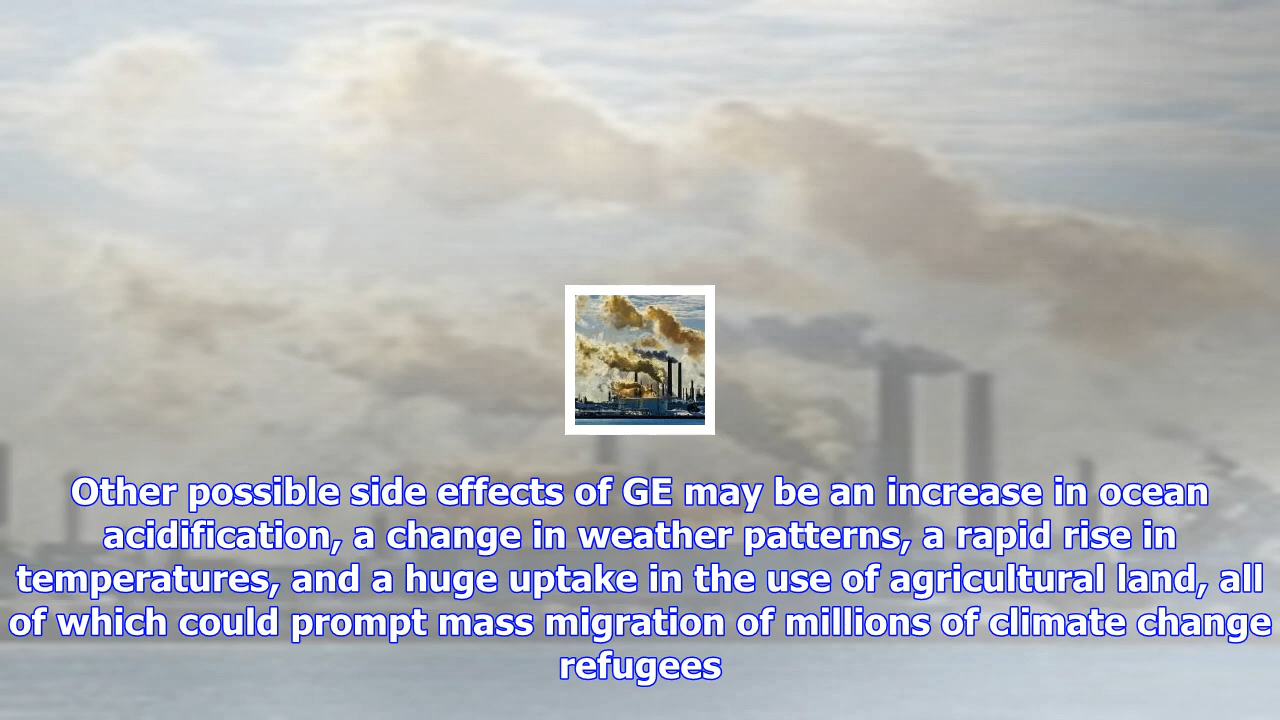 Other possible side effects of GE may be an increase in ocean
acidification, a change in weather patterns, a rapid rise in
temperatures, and a huge uptake in the use of agricultural land, all
of which could prompt mass migration of millions of climate change
refugees